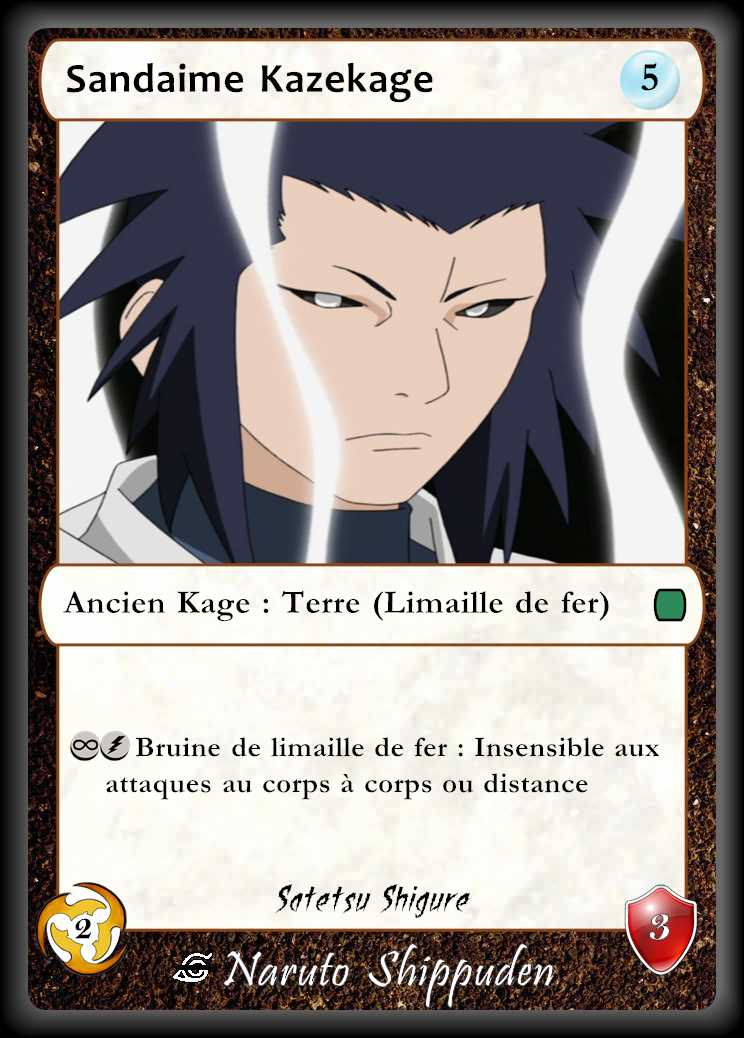 Sandaime Kazekage
5
Ancien Kage : Terre (Limaille de fer)
Bruine de limaille de fer : Insensible aux
attaques au corps à corps ou distance
Satetsu Shigure
2
3
Naruto Shippuden